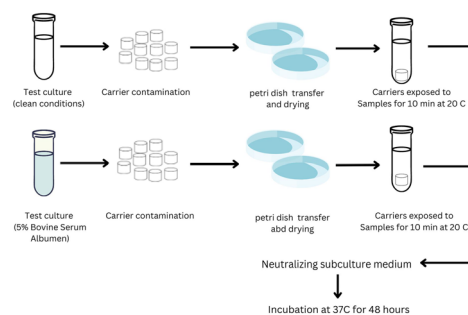 Test culture
(clean conditions)
Carrier contamination
petri dish transfer
and drying
Carriers exposed to
Samples for 10 min at 20 C
Test culture
(5% Bovine Serum
Albumen)
Carrier contamination
petri dish transfer
abd drying
Carriers exposed to
Samples for 10 min at 20 C
Neutralizing subculture medium
Incubation at 37C for 48 hours